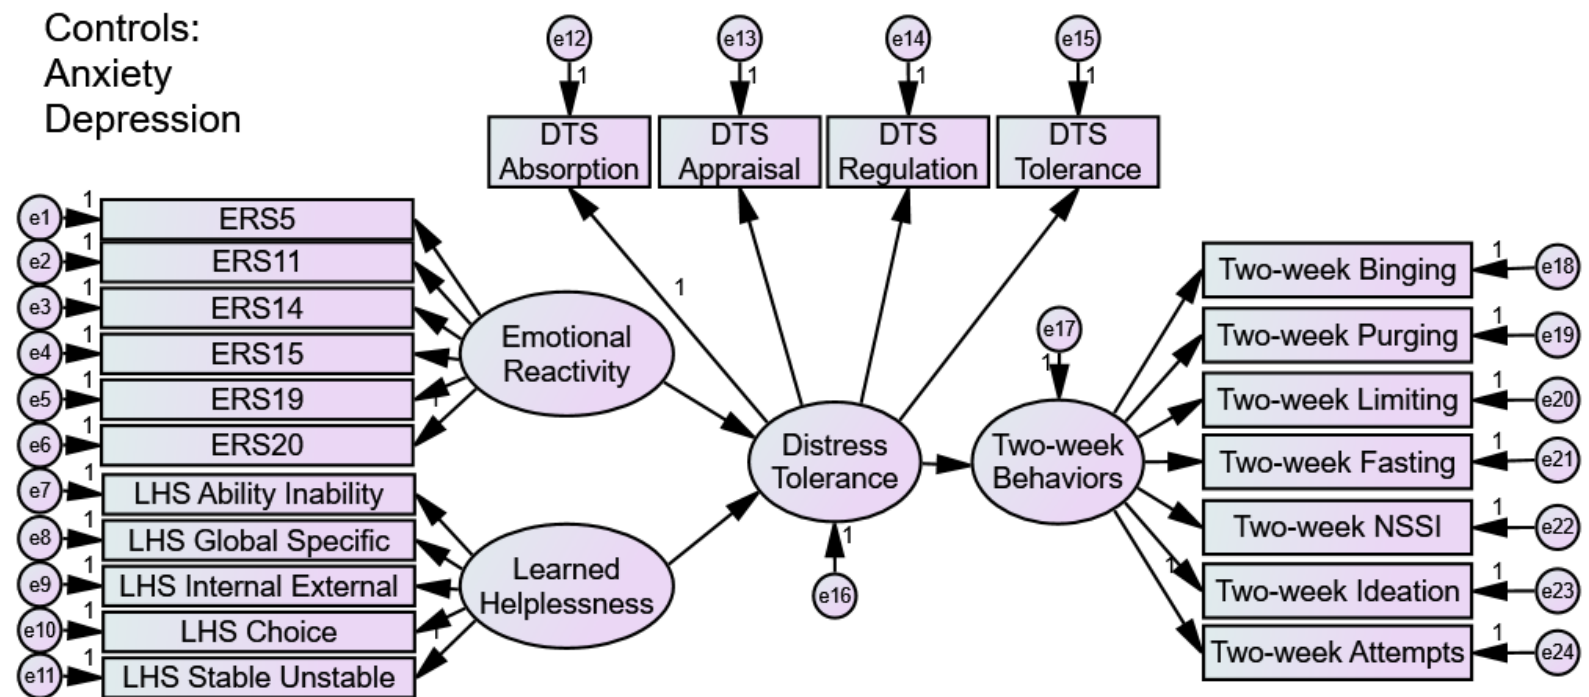 Controls:
Anxiety
Depression
e12
e13
e14
e15
1
1
1
1
DTS
Absorption
DTS
Appraisal
DTS
Regulation
DTS
Tolerance
e1
1
ERS5
e2
1
ERS11
e3
1
ERS14
e4
1
ERS15
e5
1
ERS19
1
e6
1
ERS20
e7
1
LHS Ability Inability
e8
1
LHS Global Specific
e9
1
LHS Internal External
e10
1
LHS Choice
1
e11
1
LHS Stable Unstable
Emotional
Reactivity
Learned
Helplessness
1
Distress
Tolerance
1
e16
e17
1
Two-week
Behaviors
1
Two-week Binging
1
e18
Two-week Purging
1
e19
Two-week Limiting
1
e20
Two-week Fasting
1
e21
Two-week NSSI
1
e22
Two-week Ideation
1
e23
Two-week Attempts
1
e24